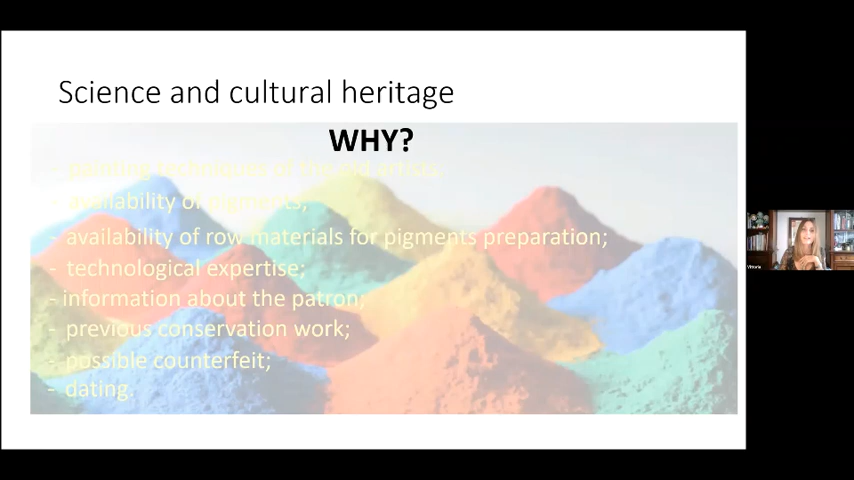 Science and cultural heritage
WHY?
- painting techniques of the old artists;
- availability of pigments;
- availability of row materials for pigments preparation;
- technological expertise;
- information about the patron;
- previous conservation work;
- possible counterfeit;
- dating.
Vittoria